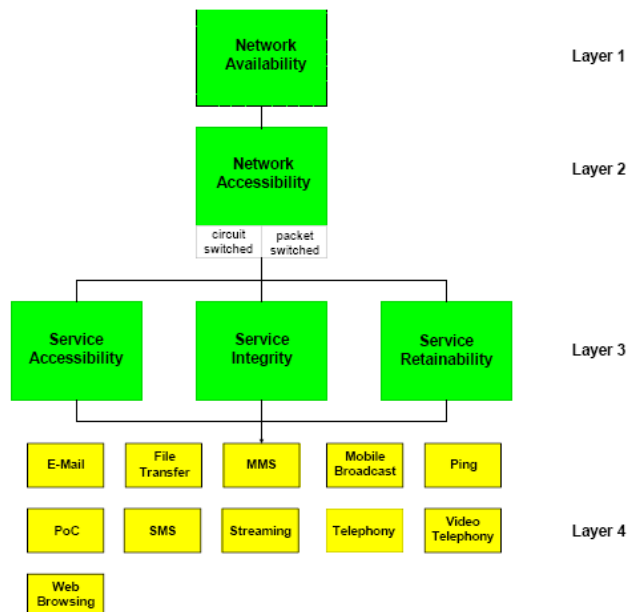 Network
Availability
Layer 1
Network
Accessibility
Layer 2
circuit
switched
packet
switched
Service
Accessibility
Service
Integrity
Service
Retainability
Layer 3
E-Mail
File
Transfer
MMS
Mobile
Broadcast
Ping
PoC
SMS
Streaming
Telephony
Video
Telephony
Layer 4
Web
Browsing